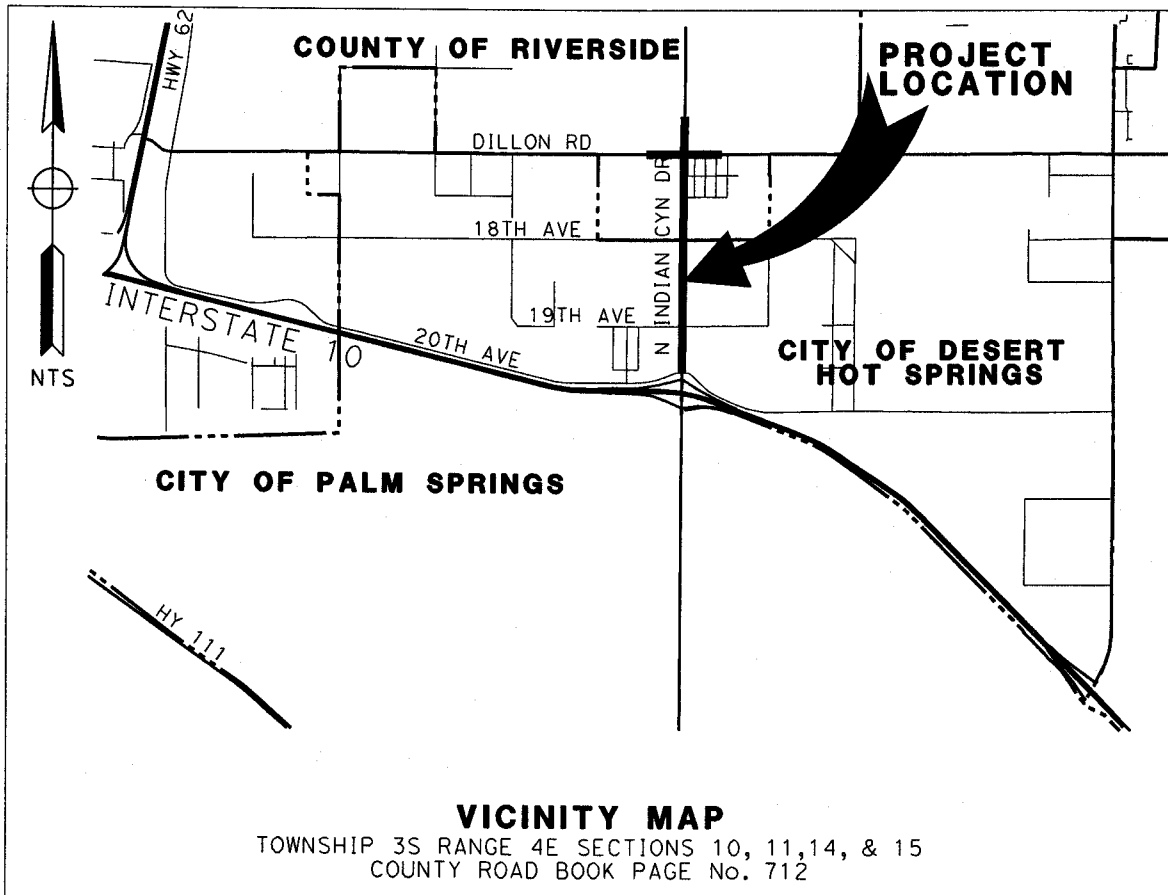 HWY 62
COUNTY OF RIVERSIDE
PROJECT
LOCATION
DILLON RD
N INDIAN CYN DR
18TH AVE
INTERSTATE 10
19TH AVE
20TH AVE
NTS
CITY OF DESERT
HOT SPRINGS
CITY OF PALM SPRINGS
HY 111
VICINITY MAP
TOWNSHIP 3S RANGE 4E SECTIONS 10, 11,14, & 15
COUNTY ROAD BOOK PAGE No. 712